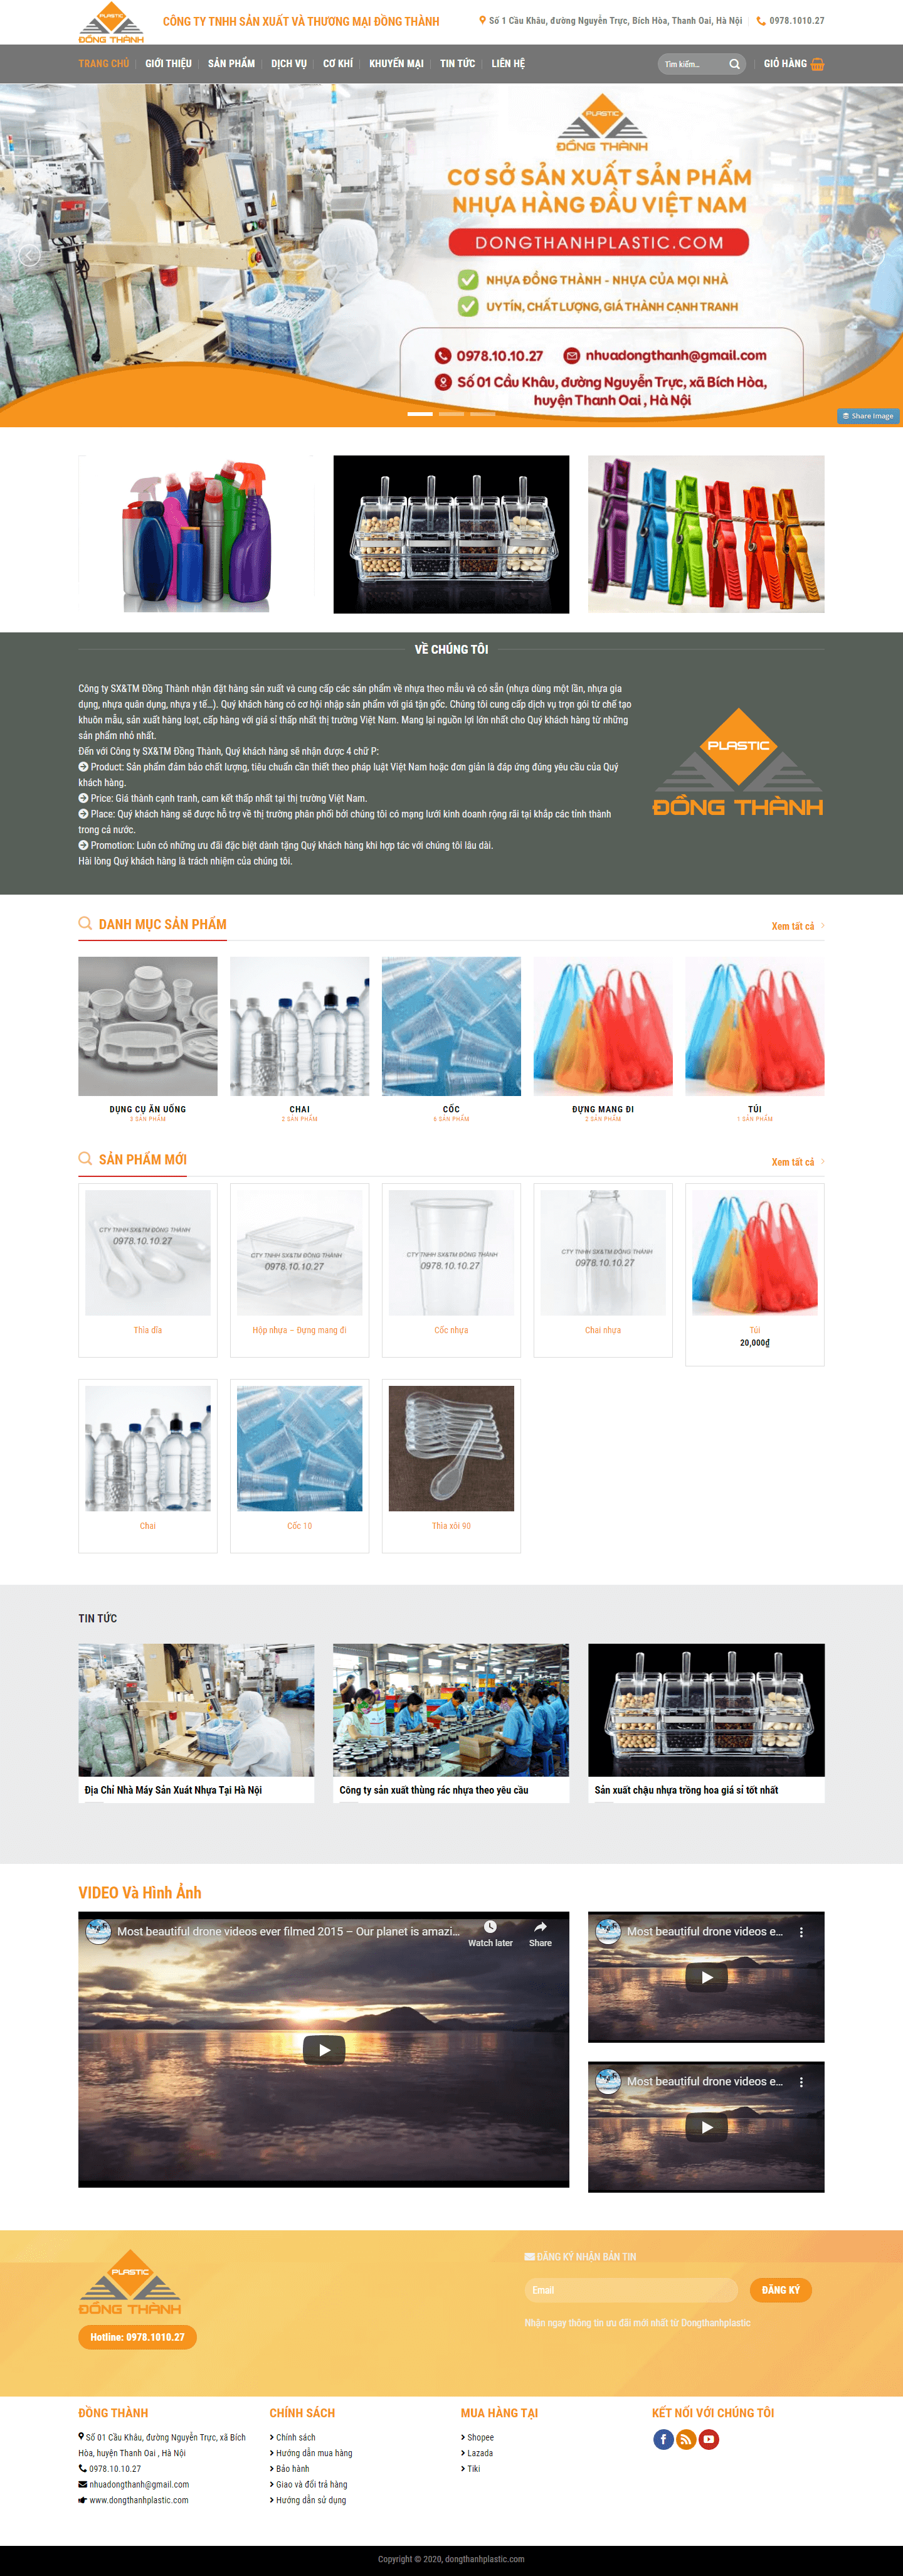 PLASTIC
ĐỒNG THÀNH
CÔNG TY TNHH SẢN XUẤT VÀ THƯƠNG MẠI ĐỒNG THÀNH
Số 1 Cầu Khâu, đường Nguyễn Trực, Bích Hòa, Thanh Oai, Hà Nội
0978.1010.27
TRANG CHỦ
GIỚI THIỆU
SẢN PHẨM
DỊCH VỤ
CƠ KHÍ
KHUYẾN MẠI
TIN TỨC
LIÊN HỆ
Tìm kiếm...
GIỎ HÀNG
PLASTIC
ĐỒNG THÀNH
CƠ SỞ SẢN XUẤT SẢN PHẨM
NHỰA HÀNG ĐẦU VIỆT NAM
DONGTHANHPLASTIC.COM
NHỰA ĐỒNG THÀNH - NHỰA CỦA MỌI NHÀ
UY TÍN, CHẤT LƯỢNG, GIÁ THÀNH CẠNH TRANH
0978.10.10.27
nhuadongthanh@gmail.com
Số 01 Cầu Khâu, đường Nguyễn Trực, xã Bích Hòa,
huyện Thanh Oai , Hà Nội
Share Image
VỀ CHÚNG TÔI
Công ty SX&TM Đồng Thành nhận đặt hàng sản xuất và cung cấp các sản phẩm về nhựa theo mẫu và có sẵn (nhựa dùng một lần, nhựa gia
dụng, nhựa quân dụng, nhựa y tế...). Quý khách hàng có cơ hội nhập sản phẩm với giá tận gốc. Chúng tôi cung cấp dịch vụ trọn gói từ chế tạo
khuôn mẫu, sản xuất hàng loạt, cấp hàng với giá sỉ thấp nhất thị trường Việt Nam. Mang lại nguồn lợi lớn nhất cho Quý khách hàng từ những
sản phẩm nhỏ nhất.
Đến với Công ty SX&TM Đồng Thành, Quý khách hàng sẽ nhận được 4 chữ P:
Product: Sản phẩm đảm bảo chất lượng, tiêu chuẩn cần thiết theo pháp luật Việt Nam hoặc đơn giản là đáp ứng đúng yêu cầu của Quý
khách hàng.
Price: Giá thành cạnh tranh, cam kết thấp nhất tại thị trường Việt Nam.
Place: Quý khách hàng sẽ được hỗ trợ về thị trường phân phối bởi chúng tôi có mạng lưới kinh doanh rộng rãi tại khắp các tỉnh thành
trong cả nước.
Promotion: Luôn có những ưu đãi đặc biệt dành tặng Quý khách hàng khi hợp tác với chúng tôi lâu dài.
Hài lòng Quý khách hàng là trách nhiệm của chúng tôi.
PLASTIC
ĐỒNG THÀNH
DANH MỤC SẢN PHẨM
Xem tất cả
DỤNG CỤ ĂN UỐNG
3 SẢN PHẨM
CHAI
2 SẢN PHẨM
CỐC
6 SẢN PHẨM
ĐỰNG MANG ĐI
2 SẢN PHẨM
TÚI
1 SẢN PHẨM
SẢN PHẨM MỚI
Xem tất cả
CTY TNHH SX&TM ĐỒNG THÀNH
0978.10.10.27
CTY TNHH SX&TM ĐỒNG THÀNH
0978.10.10.27
CTY TNHH SX&TM ĐỒNG THÀNH
0978.10.10.27
CTY TNHH SX&TM ĐỒNG THÀNH
0978.10.10.27
Thìa dĩa
Hộp nhựa – Đựng mang đi
Cốc nhựa
Chai nhựa
Túi
20,000₫
Chai
Cốc 10
Thìa xôi 90
TIN TỨC
Địa Chỉ Nhà Máy Sản Xuát Nhựa Tại Hà Nội
Công ty sản xuất thùng rác nhựa theo yêu cầu
Sản xuất chậu nhựa trồng hoa giá sỉ tốt nhất
VIDEO Và Hình Ảnh
Most beautiful drone videos ever filmed 2015 – Our planet is amazi...
Watch later
Share
Most beautiful drone videos e...
Most beautiful drone videos e...
PLASTIC
ĐỒNG THÀNH
Hotline: 0978.1010.27
ĐĂNG KÝ NHẬN BẢN TIN
Email
ĐĂNG KÝ
Nhận ngay thông tin ưu đãi mới nhất từ Dongthanhplastic
ĐỒNG THÀNH
Số 01 Cầu Khâu, đường Nguyễn Trực, xã Bích
Hòa, huyện Thanh Oai , Hà Nội
0978.10.10.27
nhuadongthanh@gmail.com
www.dongthanhplastic.com
CHÍNH SÁCH
Chính sách
Hướng dẫn mua hàng
Bảo hành
Giao và đổi trả hàng
Hướng dẫn sử dụng
MUA HÀNG TẠI
Shopee
Lazada
Tiki
KẾT NỐI VỚI CHÚNG TÔI
Copyright © 2020, dongthanhplastic.com